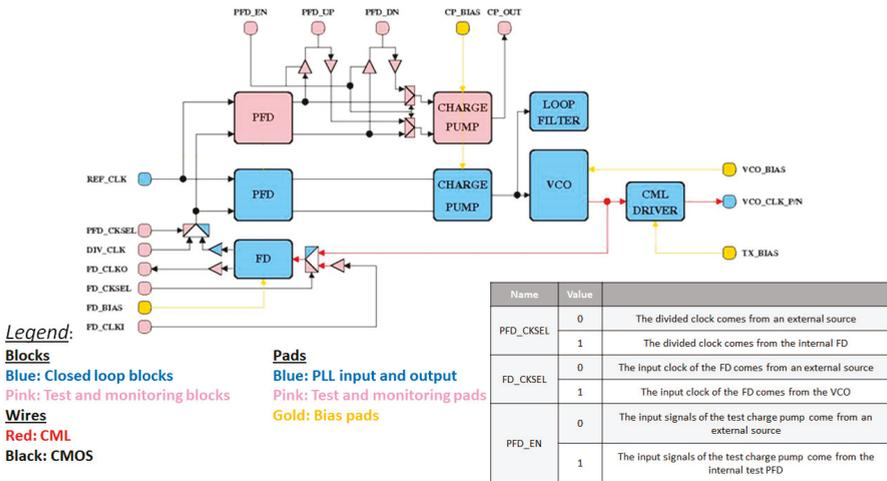 PFD_EN PFD_UP PFD_DN CP_BIAS CP_OUT
PFD
CHARGE
PUMP
LOOP
FILTER
REF_CLK
PFD
CHARGE
PUMP
VCO
CML
DRIVER
VCO_BIAS
VCO_CLK_P/N
TX_BIAS
PFD_CKSEL
DIV_CLK
FD_CLKO
FD_CKSEL
FD_BIAS
FD_CLKI
FD
Legend:
Blocks
Blue: Closed loop blocks
Pink: Test and monitoring blocks
Wires
Red: CML
Black: CMOS
Pads
Blue: PLL input and output
Pink: Test and monitoring pads
Gold: Bias pads
Name Value
PFD_CKSEL
0 The divided clock comes from an external source
1 The divided clock comes from the internal FD
FD_CKSEL
0 The input clock of the FD comes from an external source
1 The input clock of the FD comes from the VCO
PFD_EN
0 The input signals of the test charge pump come from an
external source
1 The input signals of the test charge pump come from the
internal test PFD